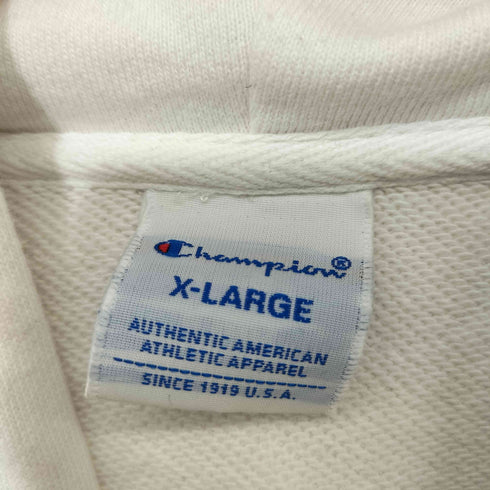 Champion®
X-LARGE
AUTHENTIC AMERICAN
ATHLETIC APPAREL
SINCE 1919 U.S.A.